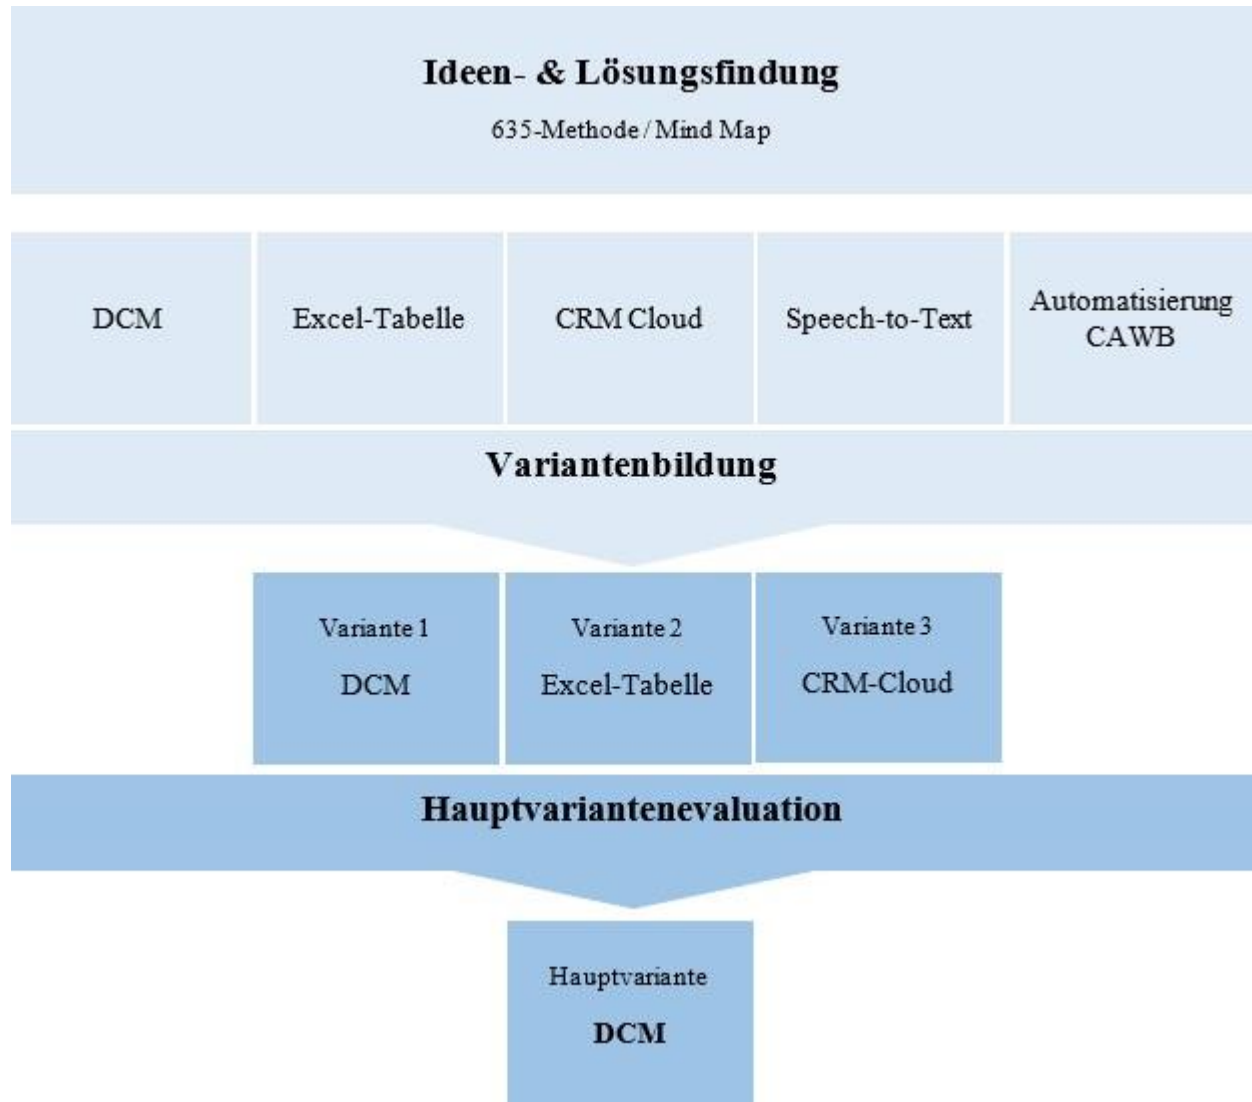 Ideen- & Lösungsfindung
635-Methode / Mind Map
DCM
Excel-Tabelle
CRM Cloud
Speech-to-Text
Automatisierung
CAWB
Variantenbildung
Variante 1
DCM
Variante 2
Excel-Tabelle
Variante 3
CRM-Cloud
Hauptvariantenevaluation
Hauptvariante
DCM